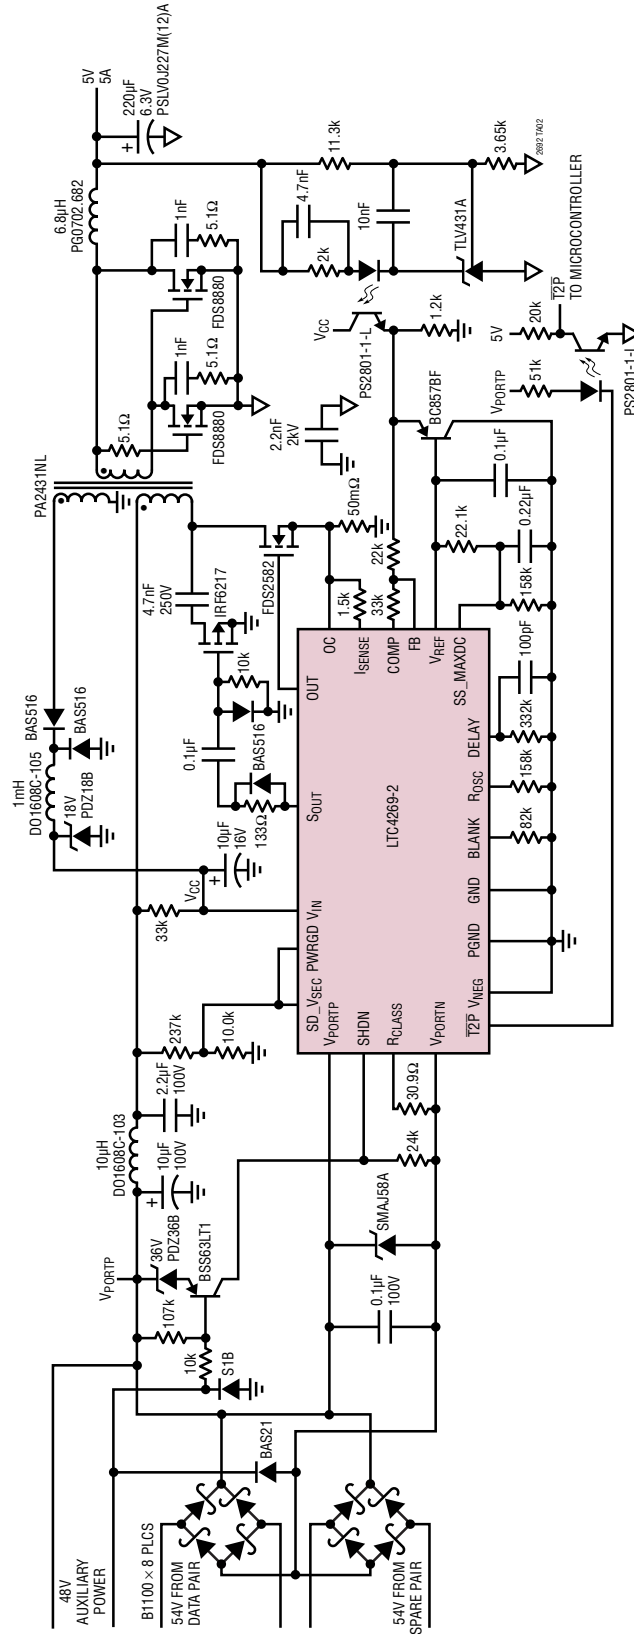 48V
AUXILIARY
POWER
B1100 × 8 PLCS
54V FROM
DATA PAIR
54V FROM
SPARE PAIR
BAS21
S1B
10k
107k
VPORTP
36V
PDZ36B
BSS63LT1
+
10µF
100V
10µH
DO1608C-103
2.2µF
100V
237k
10.0k
0.1µF
100V
SMAJ58A
24k
30.9Ω
33k
VCC
+
10µF
16V
18V
PDZ18B
1mH
DO1608C-105
BAS516
BAS516
133Ω
BAS516
0.1µF
10k
IRF6217
4.7nF
250V
PA2431NL
FDS2582
50mΩ
SD_VSEC
PWRGD
VIN
SOUT
OUT
VPORTP
SHDN
RCLASS
VPORTN
LTC4269-2
OC
ISENSE
COMP
FB
VREF
SS_MAXDC
T2P
VNEG
PGND
GND
BLANK
ROSC
DELAY
82k
158k
332k
100pF
158k
0.22µF
22.1k
0.1µF
1.5k
33k
22k
BC857BF
5.1Ω
FDS8880
1nF
5.1Ω
FDS8880
1nF
5.1Ω
6.8µH
PG0702.682
5V
5A
+
220µF
6.3V
PSLV0J227M(12)A
2.2nF
2kV
VCC
PS2801-1-L
1.2k
2k
4.7nF
10nF
11.3k
TLV431A
3.65k
VPORTP
51k
5V
20k
T2P
TO MICROCONTROLLER
PS2801-1-L
2692 TA02